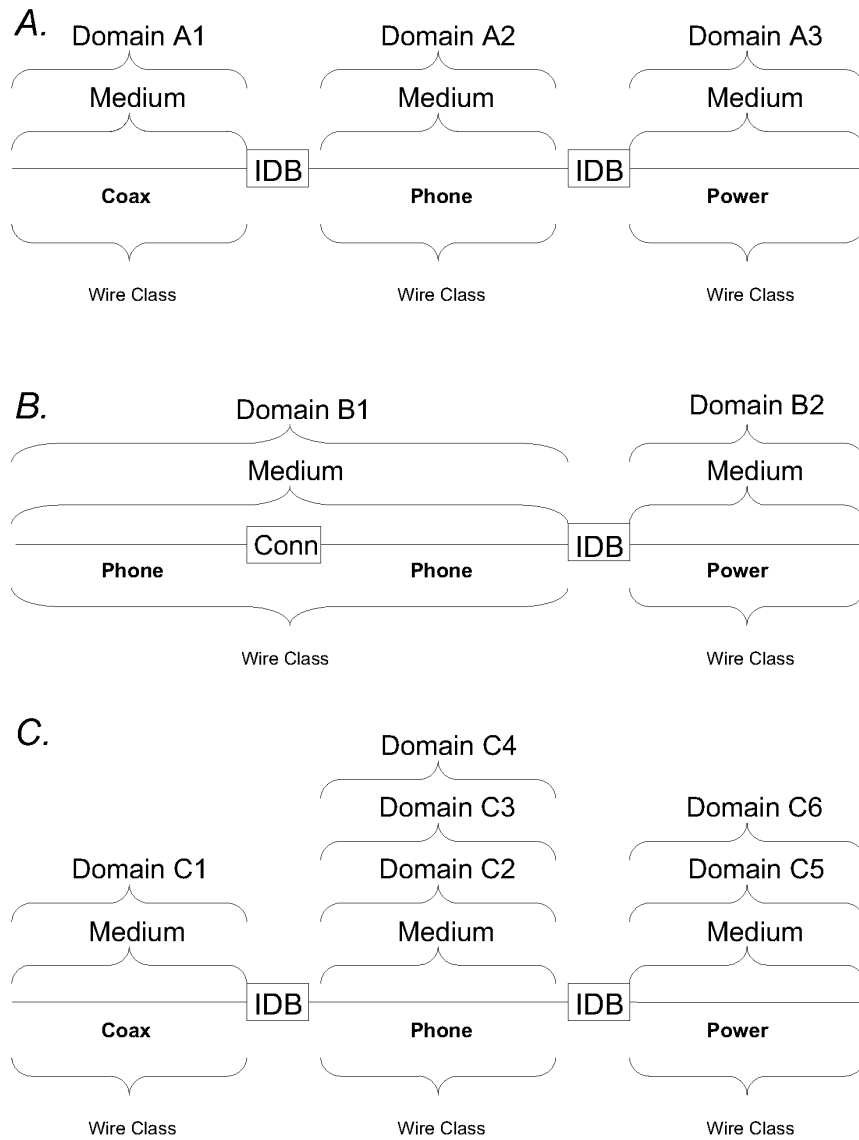 A.
Domain A1 Domain A2 Domain A3
Medium Medium Medium
IDB IDB
Coax Phone Power
Wire Class Wire Class Wire Class
B.
Domain B1 Domain B2
Medium Medium
Conn IDB
Phone Phone Power
Wire Class Wire Class
C.
Domain C4
Domain C3 Domain C6
Domain C1 Domain C2 Domain C5
Medium Medium Medium
IDB IDB
Coax Phone Power
Wire Class Wire Class Wire Class